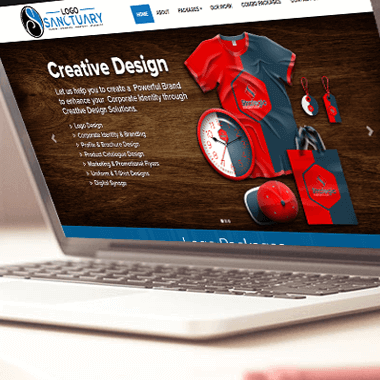 LOGO
SANCTUARY
HOME ABOUT PACKAGES OUR WORK COMBO PACKAGES
Creative Design
Let us help you to create a Powerful Brand
to enhance your Corporate Identity through
Creative Design Solutions.
> Logo Design
> Corporate Identity & Branding
> Profile & Brochure Design
> Product Catalogue Design
> Marketing & Promotional Flyers
> Uniform & T-Shirt Designs
> Digital Signage
Logo Packages